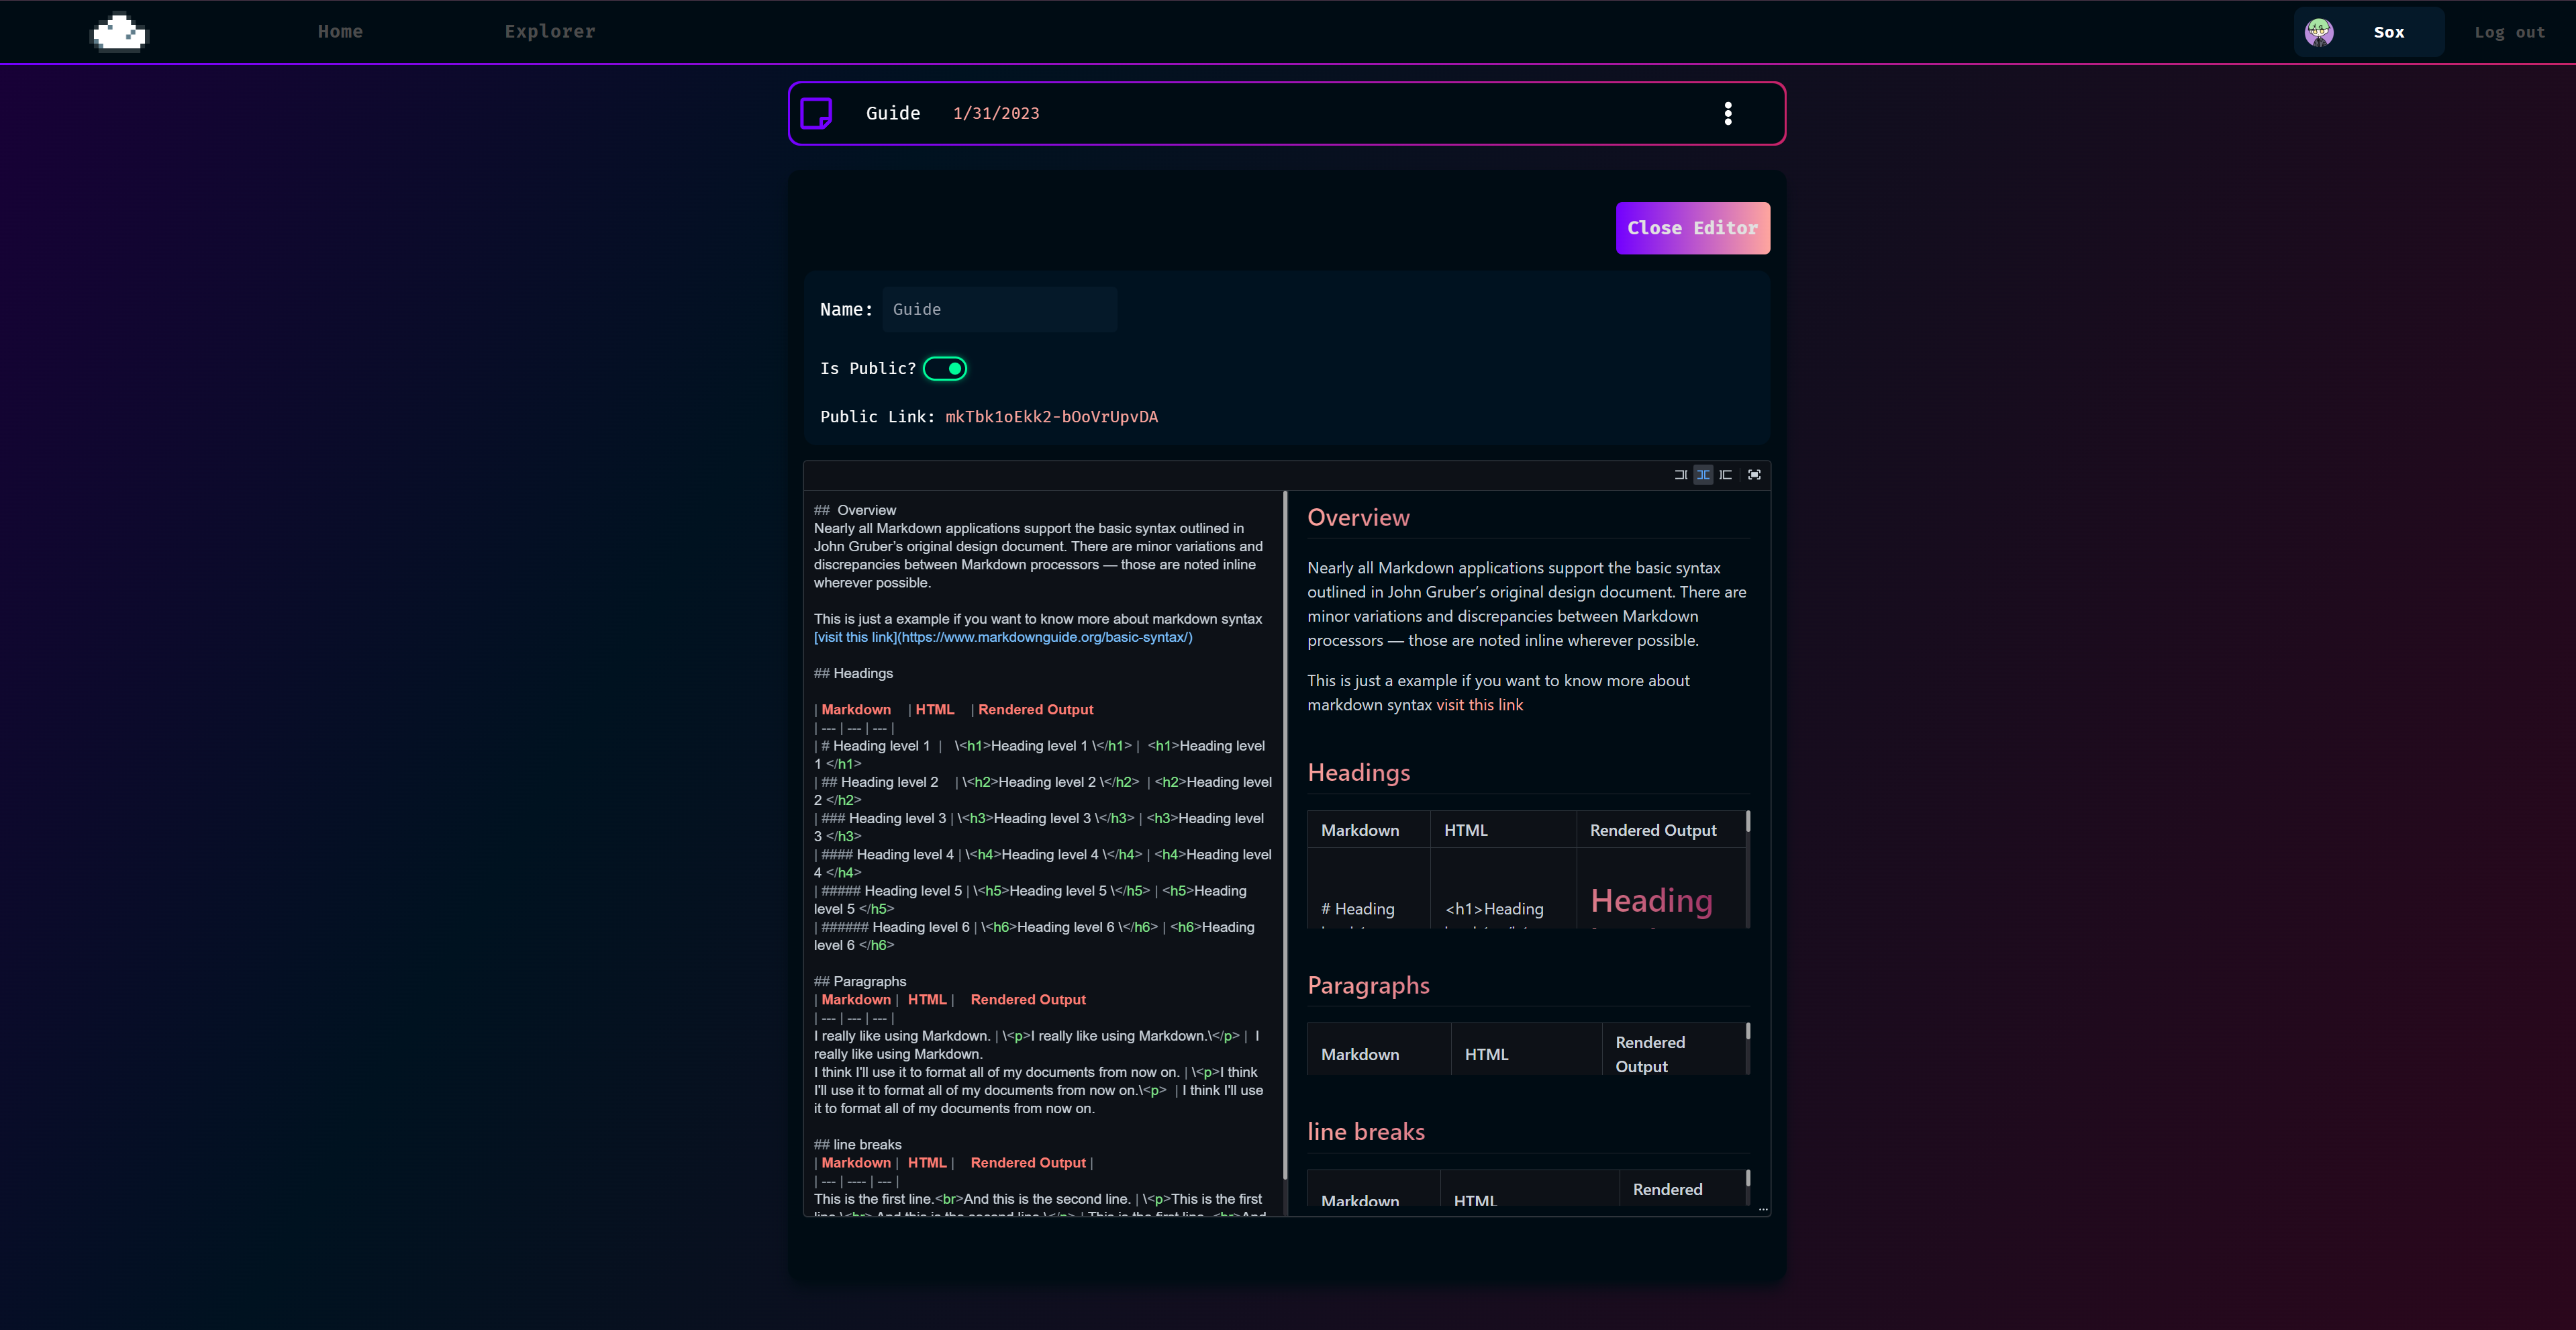 Home
Explorer
Sox
Log out
Guide 1/31/2023
Close Editor
Name: Guide
Is Public?
Public Link: mkTbk1oEkk2-bOoVrUpvDA
## Overview
Nearly all Markdown applications support the basic syntax outlined in
John Gruber’s original design document. There are minor variations and
discrepancies between Markdown processors — those are noted inline
wherever possible.
This is just a example if you want to know more about markdown syntax
[visit this link](https://www.markdownguide.org/basic-syntax/)
## Headings
| Markdown | HTML | Rendered Output
| --- | --- | --- |
| # Heading level 1 | \<h1>Heading level 1 \</h1> | <h1>Heading level
1 </h1>
| ## Heading level 2 | \<h2>Heading level 2 \</h2> | <h2>Heading level
2 </h2>
| ### Heading level 3 | \<h3>Heading level 3 \</h3> | <h3>Heading level
3 </h3>
| #### Heading level 4 | \<h4>Heading level 4 \</h4> | <h4>Heading level
4 </h4>
| ##### Heading level 5 | \<h5>Heading level 5 \</h5> | <h5>Heading
level 5 </h5>
| ###### Heading level 6 | \<h6>Heading level 6 \</h6> | <h6>Heading
level 6 </h6>
## Paragraphs
| Markdown | HTML | Rendered Output
| --- | --- | --- |
I really like using Markdown. | \<p>I really like using Markdown.\</p> | I
really like using Markdown.
I think I'll use it to format all of my documents from now on. | \<p>I think
I'll use it to format all of my documents from now on.\<p> | I think I'll use
it to format all of my documents from now on.
## line breaks
| Markdown | HTML | Rendered Output |
| --- | ---- | --- |
This is the first line.<br>And this is the second line. | \<p>This is the first
Overview
Nearly all Markdown applications support the basic syntax
outlined in John Gruber’s original design document. There are
minor variations and discrepancies between Markdown
processors — those are noted inline wherever possible.
This is just a example if you want to know more about
markdown syntax visit this link
Headings
Markdown HTML Rendered Output
# Heading <h1>Heading Heading
Paragraphs
Markdown HTML Rendered
Output
line breaks
Markdown HTML Rendered